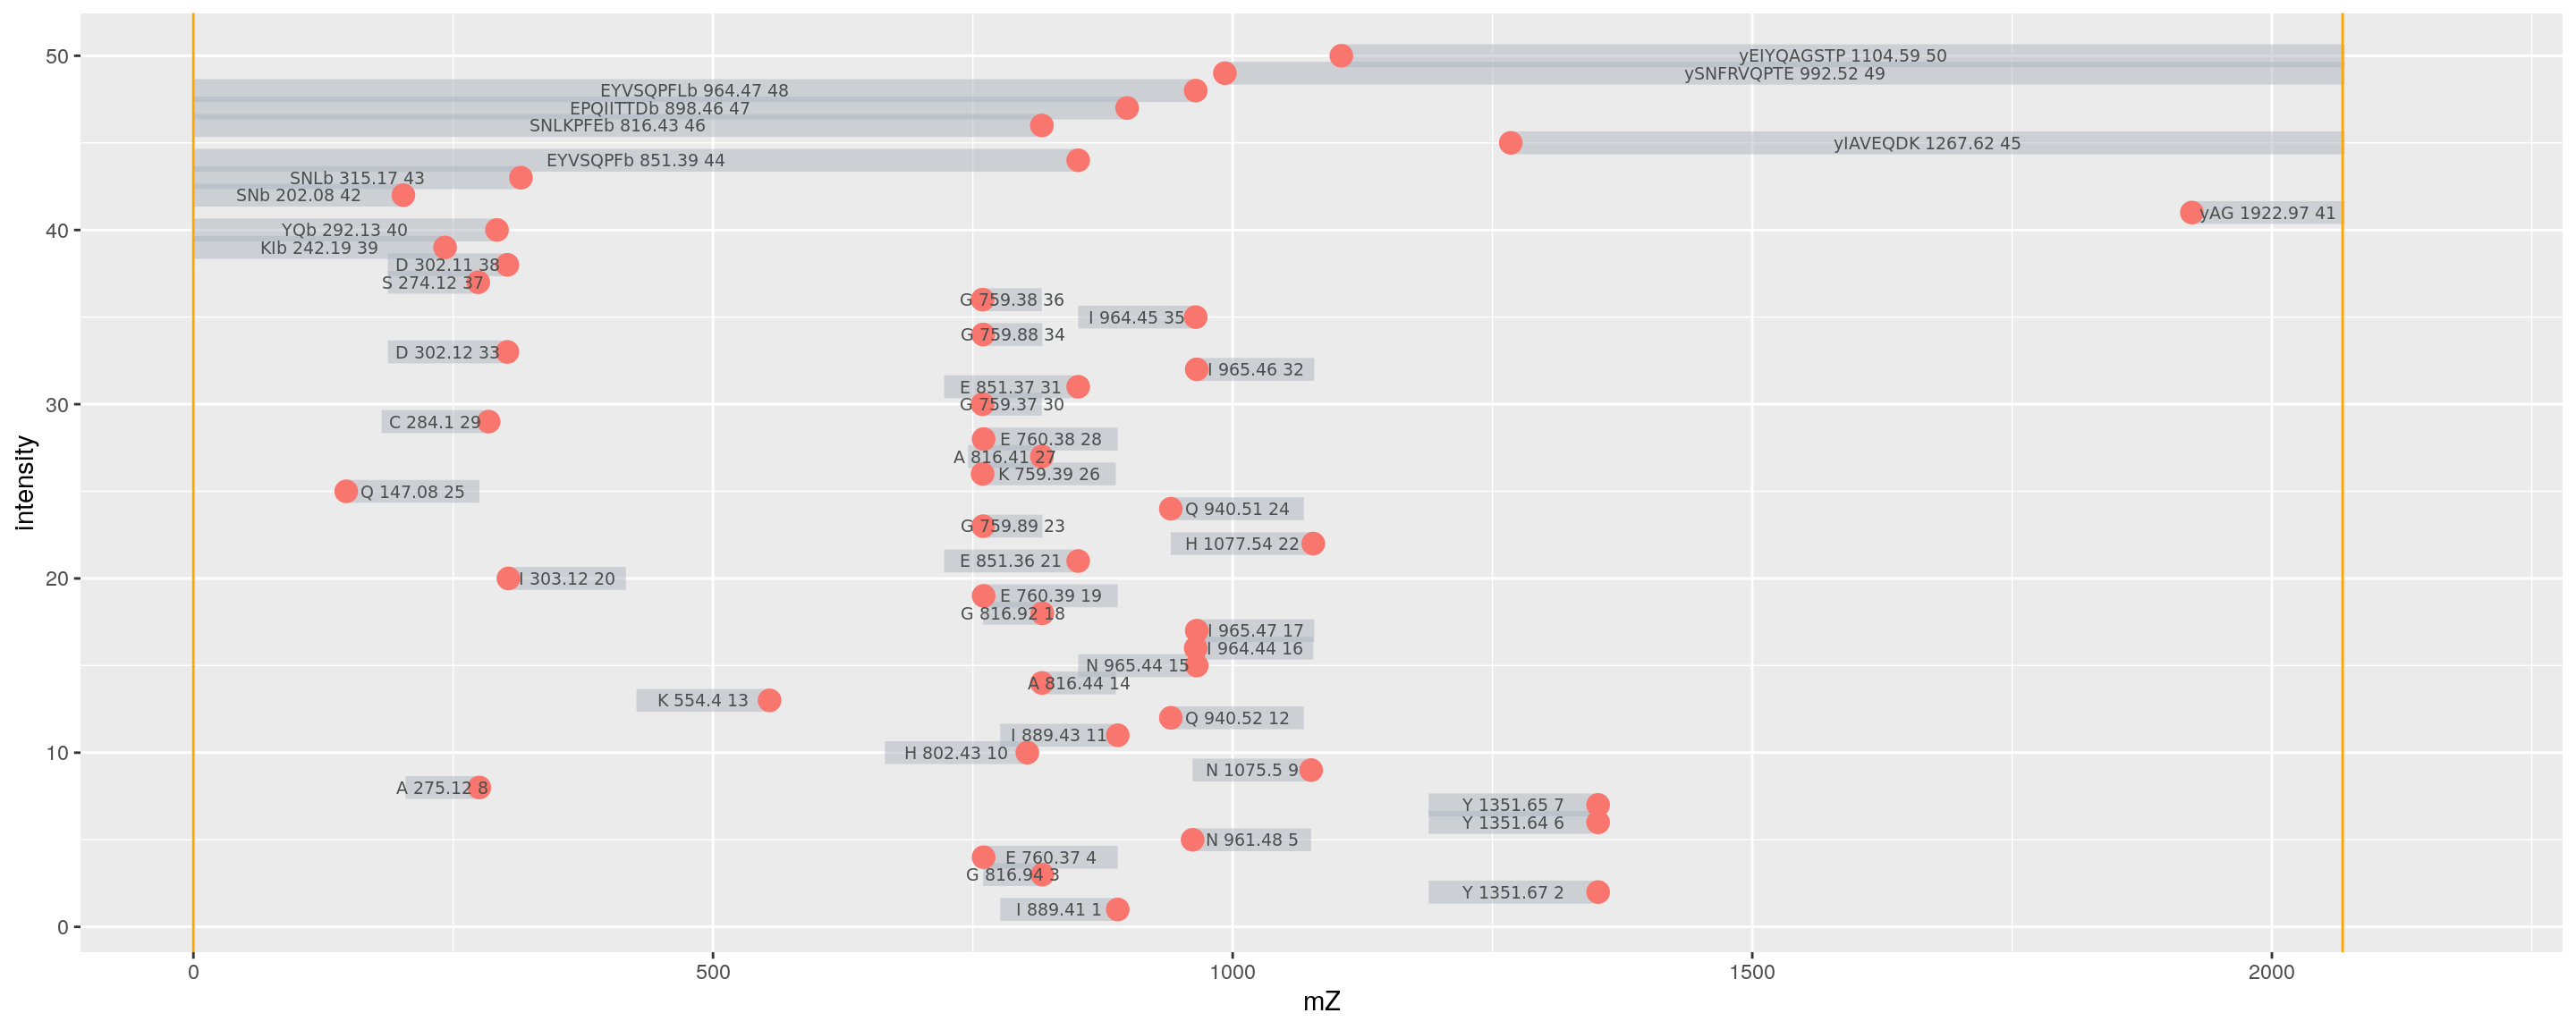 50
yEIYQAGSTP 1104.59 50
ySNFRVQPTE 992.52 49
EYVSQPFLb 964.47 48
EPQIITTDb 898.46 47
SNLKPFEb 816.43 46
yIAVEQDK 1267.62 45
EYVSQPFb 851.39 44
SNLb 315.17 43
SNb 202.08 42
yAG 1922.97 41
40
YQb 292.13 40
KIb 242.19 39
D 302.11 38
S 274.12 37
G 759.38 36
I 964.45 35
G 759.88 34
D 302.12 33
I 965.46 32
E 851.37 31
30
G 759.37 30
C 284.1 29
E 760.38 28
A 816.41 27
K 759.39 26
Q 147.08 25
Q 940.51 24
G 759.89 23
H 1077.54 22
E 851.36 21
20
I 303.12 20
E 760.39 19
G 816.92 18
I 965.47 17
I 964.44 16
N 965.44 15
A 816.44 14
K 554.4 13
Q 940.52 12
I 889.43 11
10
H 802.43 10
N 1075.5 9
A 275.12 8
Y 1351.65 7
Y 1351.64 6
N 961.48 5
E 760.37 4
G 816.94 3
Y 1351.67 2
I 889.41 1
0
intensity
0 500 1000 1500 2000
mZ